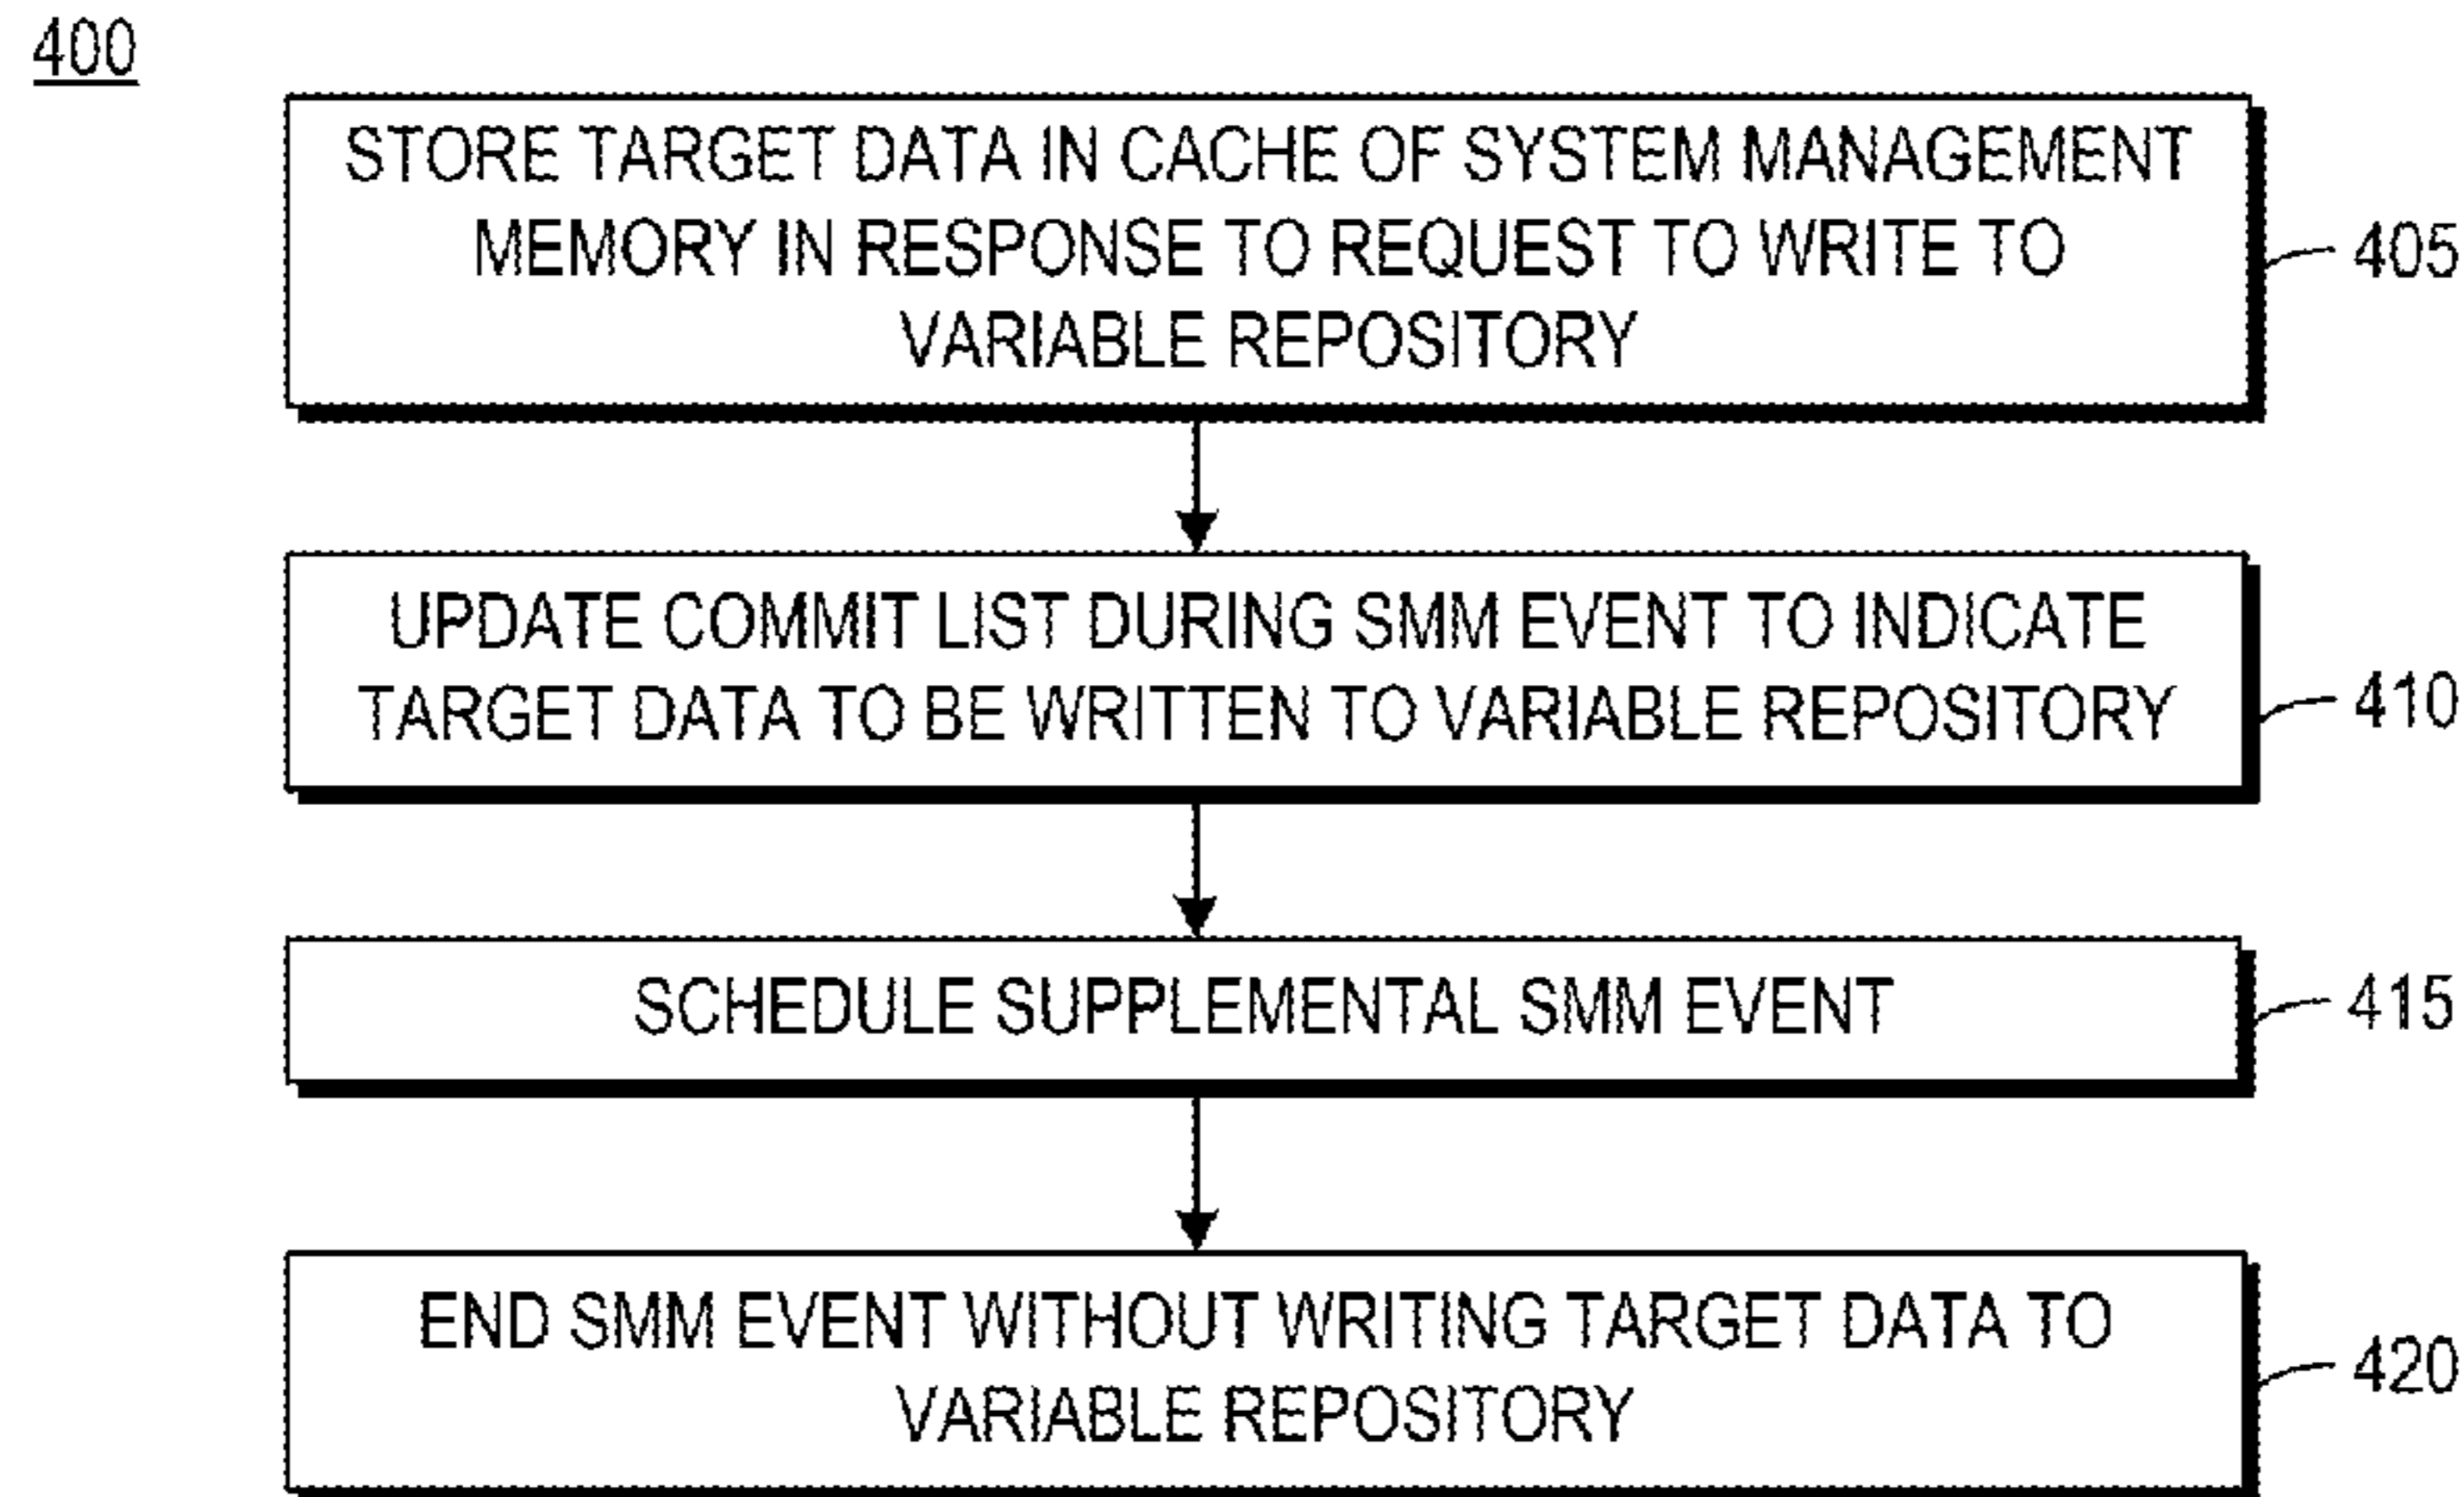 400
STORE TARGET DATA IN CACHE OF SYSTEM MANAGEMENT
MEMORY IN RESPONSE TO REQUEST TO WRITE TO
VARIABLE REPOSITORY
405
UPDATE COMMIT LIST DURING SMM EVENT TO INDICATE
TARGET DATA TO BE WRITTEN TO VARIABLE REPOSITORY
410
SCHEDULE SUPPLEMENTAL SMM EVENT
415
END SMM EVENT WITHOUT WRITING TARGET DATA TO
VARIABLE REPOSITORY
420